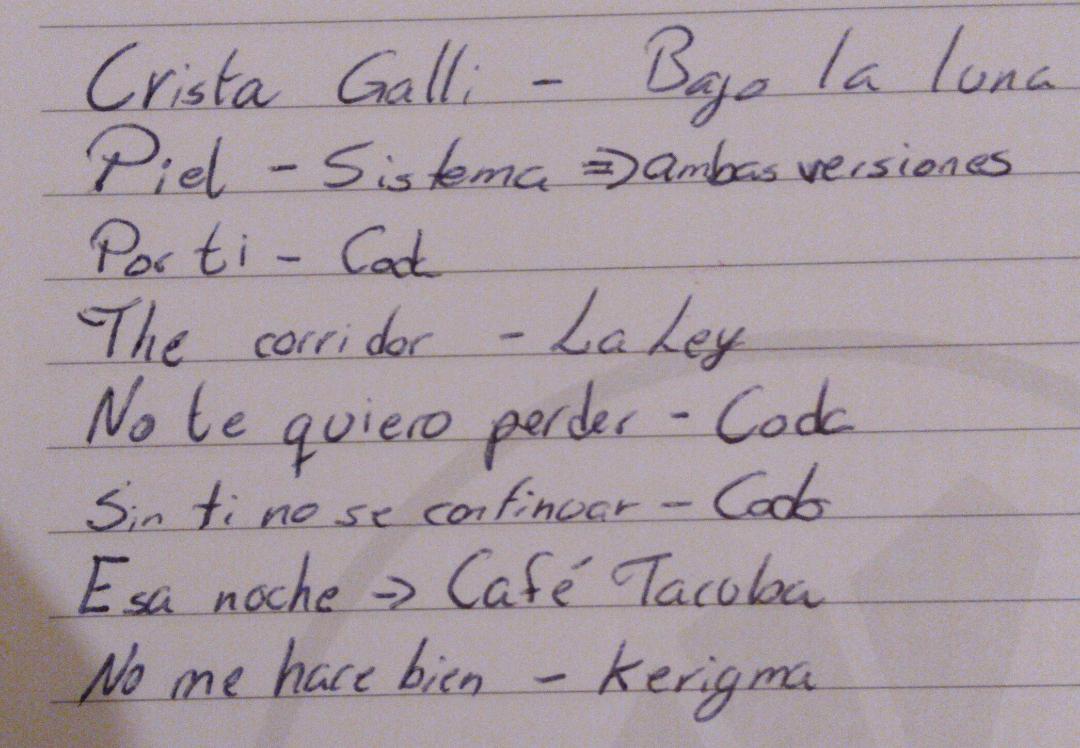 Crista Galli - Bajo la luna
Piel - Sistema => ambas versiones
Por ti - Coda
The corridor - La Ley
No te quiero perder - Coda
Sin ti no se continuar - Coda
Esa noche -> Café Tacuba
No me hace bien - Kerigma